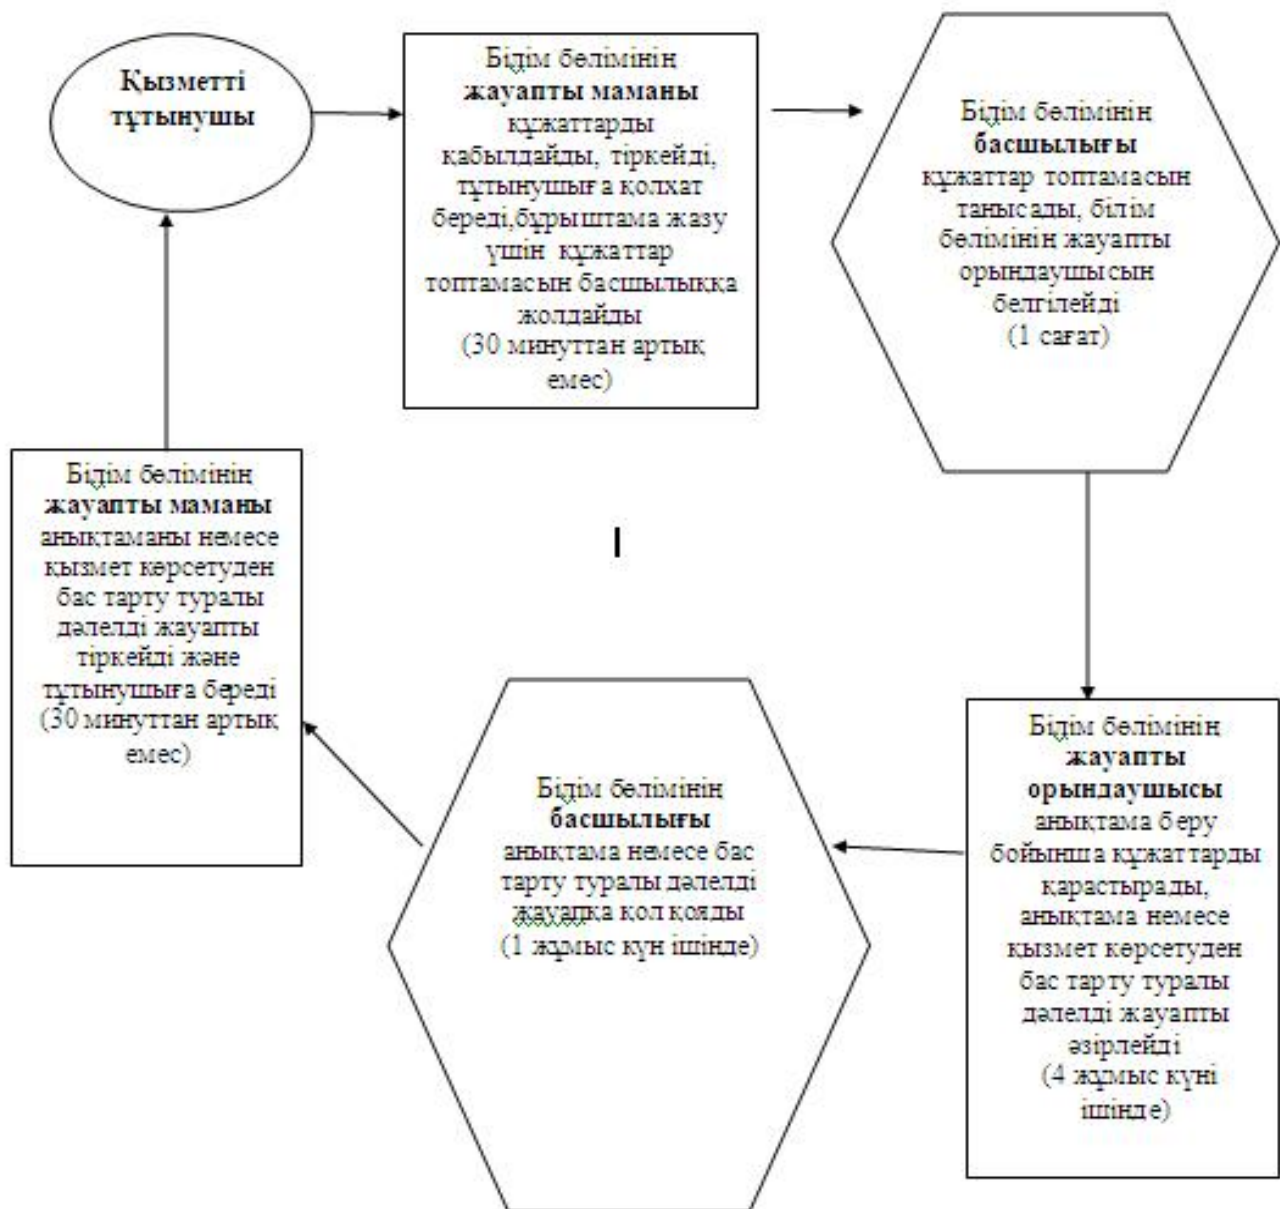 Қызметті
тұтынушы
Білім бөлімінің
жауапты маманы
құжаттарды
қабылдайды, тіркейді,
тұтынушыға қолхат
береді,бұрыштама жазу
үшін құжаттар
топтамасын басшылыққа
жолдайды
(30 минуттан артық
емес)
Білім бөлімінің
басшылығы
құжаттар топтамасын
танысады, білім
бөлімінің жауапты
орындаушысын
белгілейді
(1 сағат)
Білім бөлімінің
жауапты
орындаушысы
анықтама беру
бойынша құжаттарды
қарастырады,
анықтама немесе
қызмет көрсетуден
бас тарту туралы
дәлелді жауапты
әзірлейді
(4 жұмыс күні
ішінде)
Білім бөлімінің
басшылығы
анықтама немесе бас
тарту туралы дәлелді
жауапқа қол қояды
(1 жұмыс күн ішінде)
Білім бөлімінің
жауапты маманы
анықтаманы немесе
қызмет көрсетуден
бас тарту туралы
дәлелді жауапты
тіркейді және
тұтынушыға береді
(30 минуттан артық
емес)